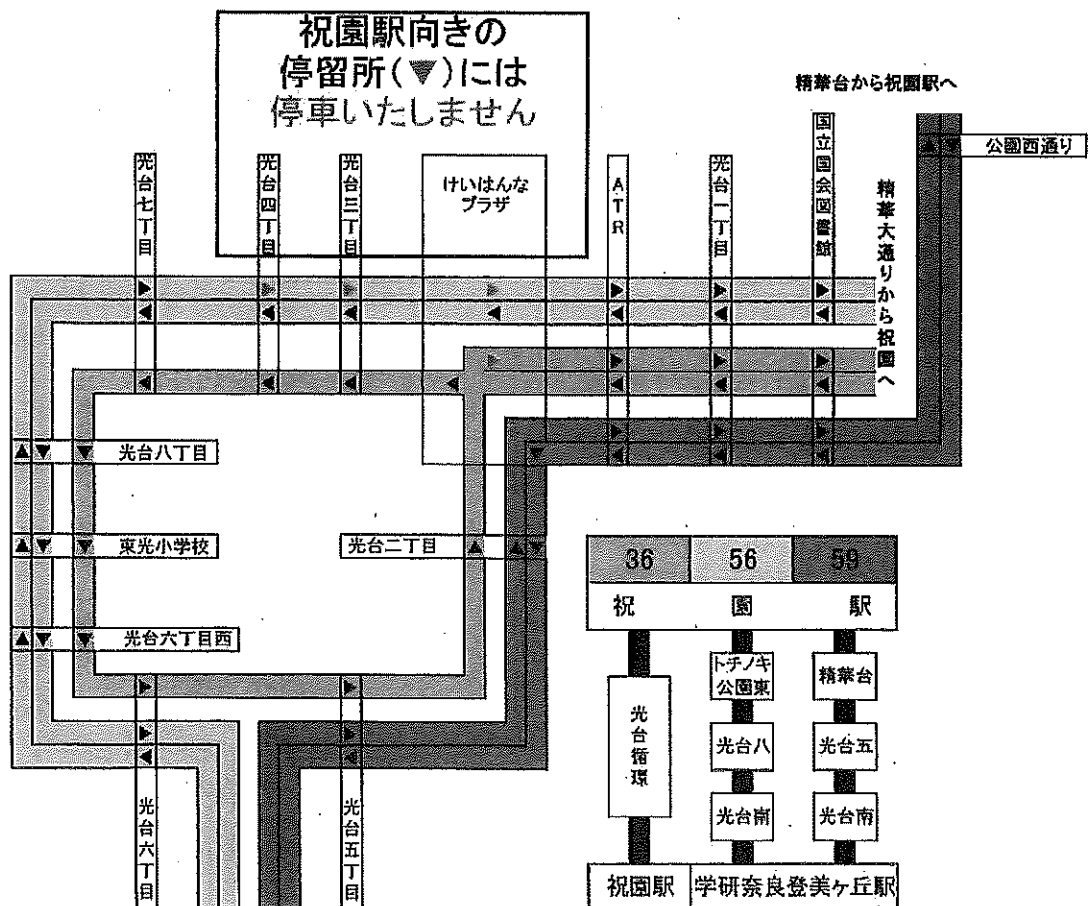 祝園駅向きの
停留所(▼)には
停車いたしません
精華台から祝園駅へ
公園西通り
光台七丁目
光台四丁目
光台三丁目
けいはんな
プラザ
ATR
光台一丁目
国立国会図書館
精華大通りから祝園へ
光台八丁目
東光小学校
光台二丁目
光台六丁目西
光台六丁目
光台五丁目
36 56 59
祝園駅
光台循環
トチノキ
公園東
精華台
光台八
光台五
光台南
光台南
祝園駅
学研奈良登美ヶ丘駅